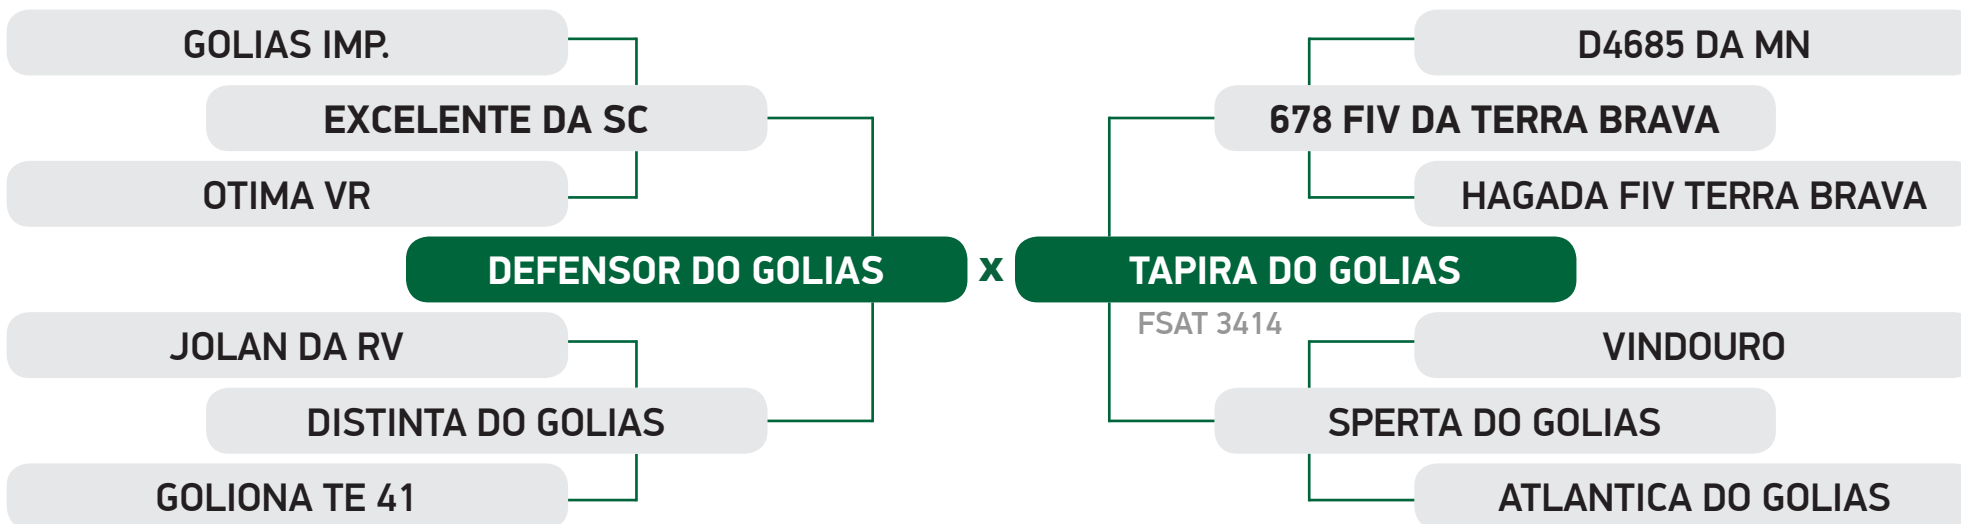 GOLIAS IMP.
D4685 DA MN
EXCELENTE DA SC
678 FIV DA TERRA BRAVA
OTIMA VR
HAGADA FIV TERRA BRAVA
DEFENSOR DO GOLIAS x TAPIRA DO GOLIAS
FSAT 3414
JOLAN DA RV
VINDOURO
DISTINTA DO GOLIAS
SPERTA DO GOLIAS
GOLIONA TE 41
ATLANTICA DO GOLIAS